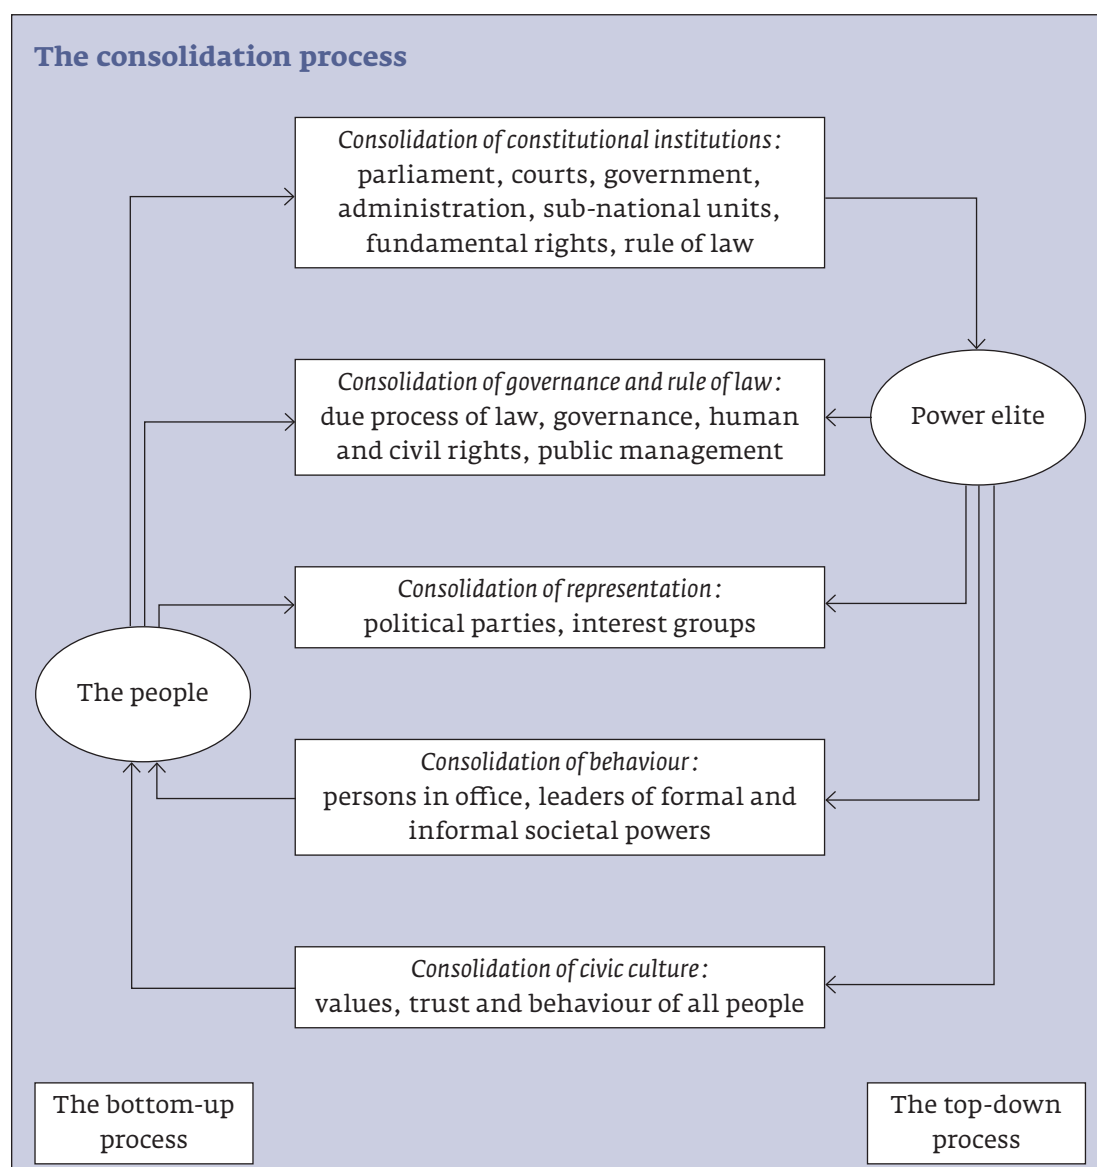 The consolidation process
Consolidation of constitutional institutions:
parliament, courts, government,
administration, sub-national units,
fundamental rights, rule of law
Consolidation of governance and rule of law:
due process of law, governance, human
and civil rights, public management
Power elite
Consolidation of representation:
political parties, interest groups
The people
Consolidation of behaviour:
persons in office, leaders of formal and
informal societal powers
Consolidation of civic culture:
values, trust and behaviour of all people
The bottom-up
process
The top-down
process